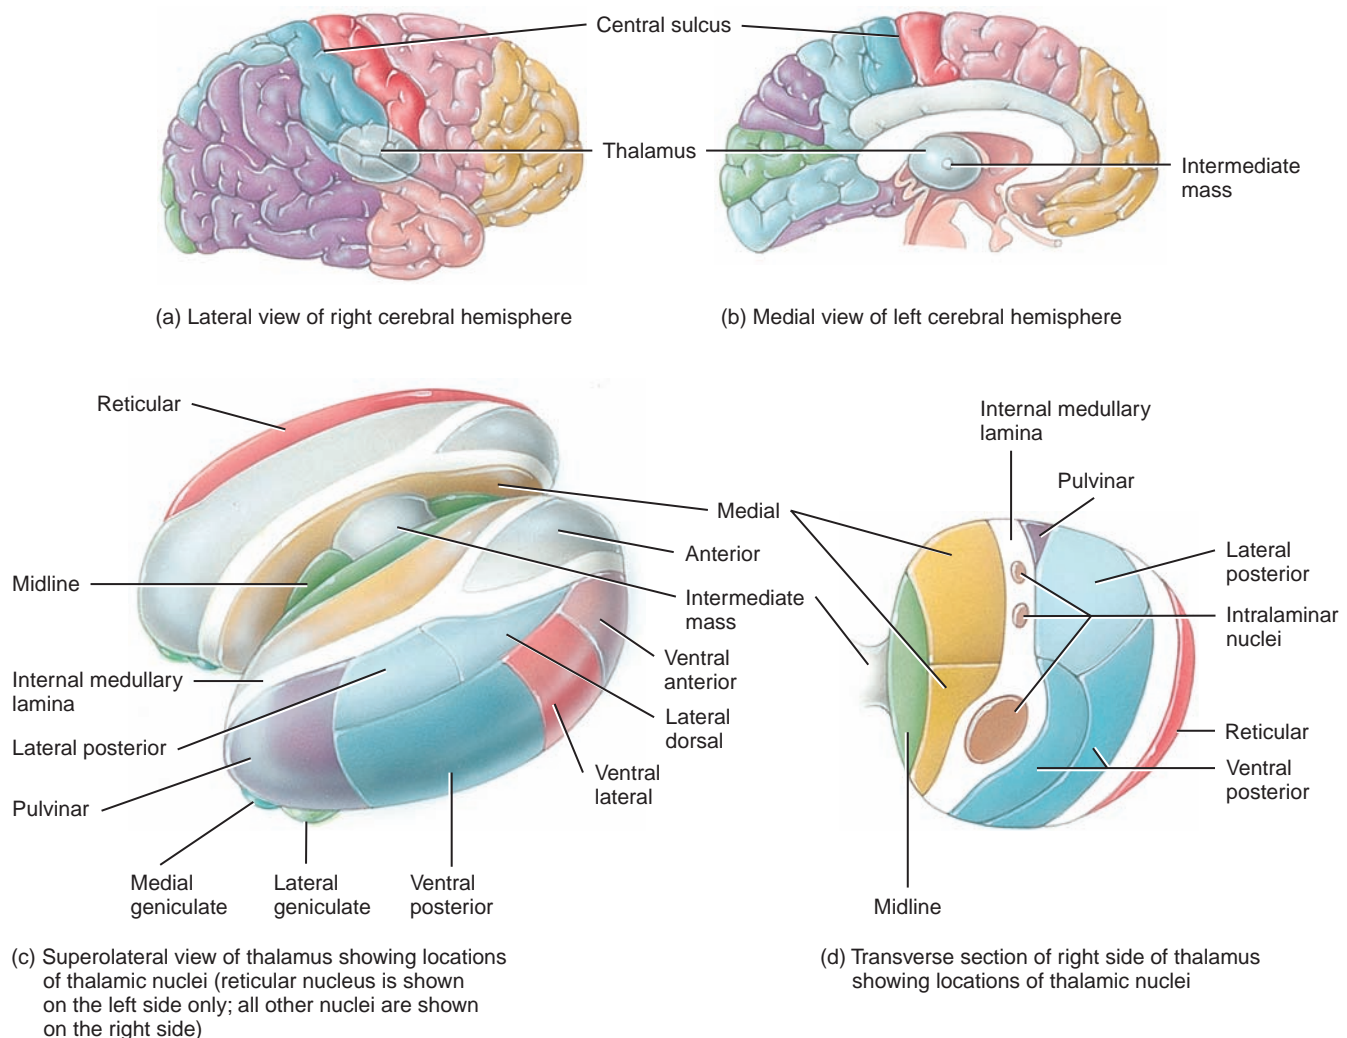 Central sulcus
Thalamus
Intermediate
mass
(a) Lateral view of right cerebral hemisphere
(b) Medial view of left cerebral hemisphere
Reticular
Midline
Internal medullary
lamina
Lateral posterior
Pulvinar
Medial
geniculate
Lateral
geniculate
Ventral
posterior
Medial
Anterior
Intermediate
mass
Ventral
anterior
Lateral
dorsal
Ventral
lateral
(c) Superolateral view of thalamus showing locations
of thalamic nuclei (reticular nucleus is shown
on the left side only; all other nuclei are shown
on the right side)
Internal medullary
lamina
Pulvinar
Lateral
posterior
Intralaminar
nuclei
Reticular
Ventral
posterior
Midline
(d) Transverse section of right side of thalamus
showing locations of thalamic nuclei